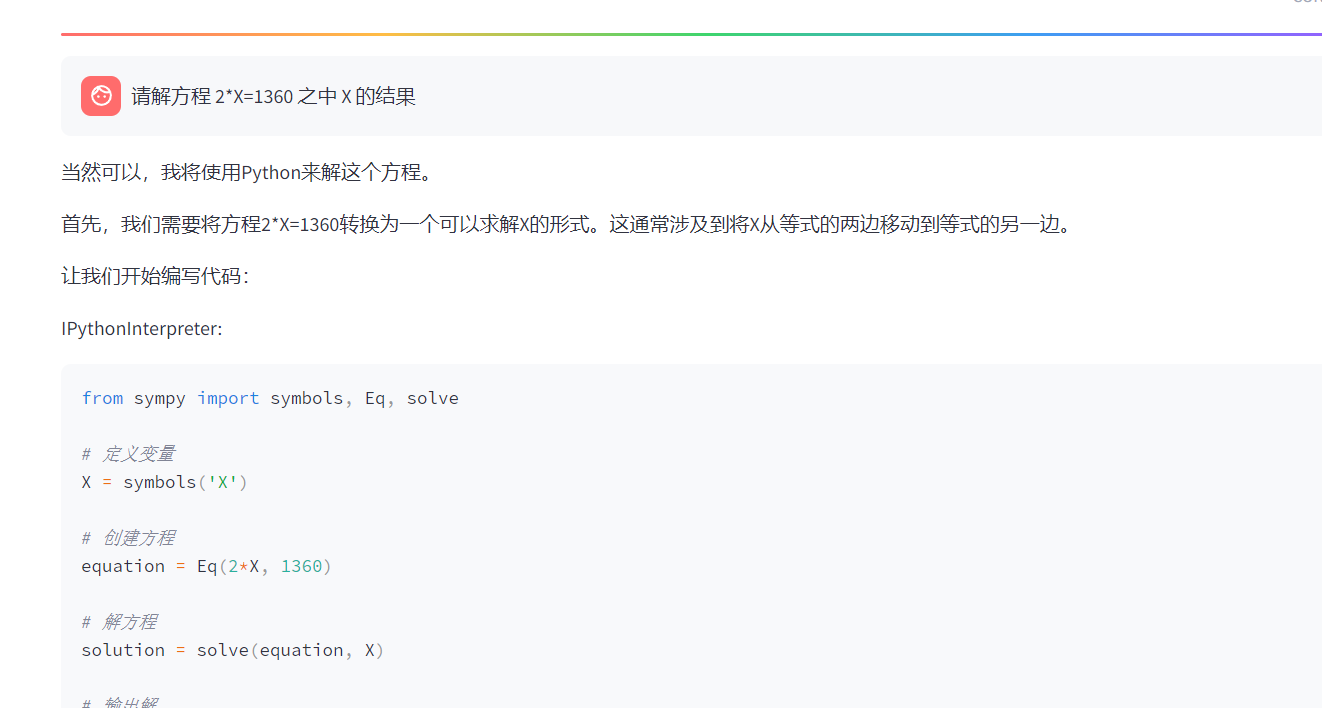 请解方程 2*X=1360 之中 X 的结果
当然可以，我将使用Python来解这个方程。
首先，我们需要将方程2*X=1360转换为一个可以求解X的形式。这通常涉及到将X从等式的两边移动到等式的另一边。
让我们开始编写代码：
IPythonInterpreter:
from sympy import symbols, Eq, solve
# 定义变量
X = symbols('X')
# 创建方程
equation = Eq(2*X, 1360)
# 解方程
solution = solve(equation, X)
# 输出解